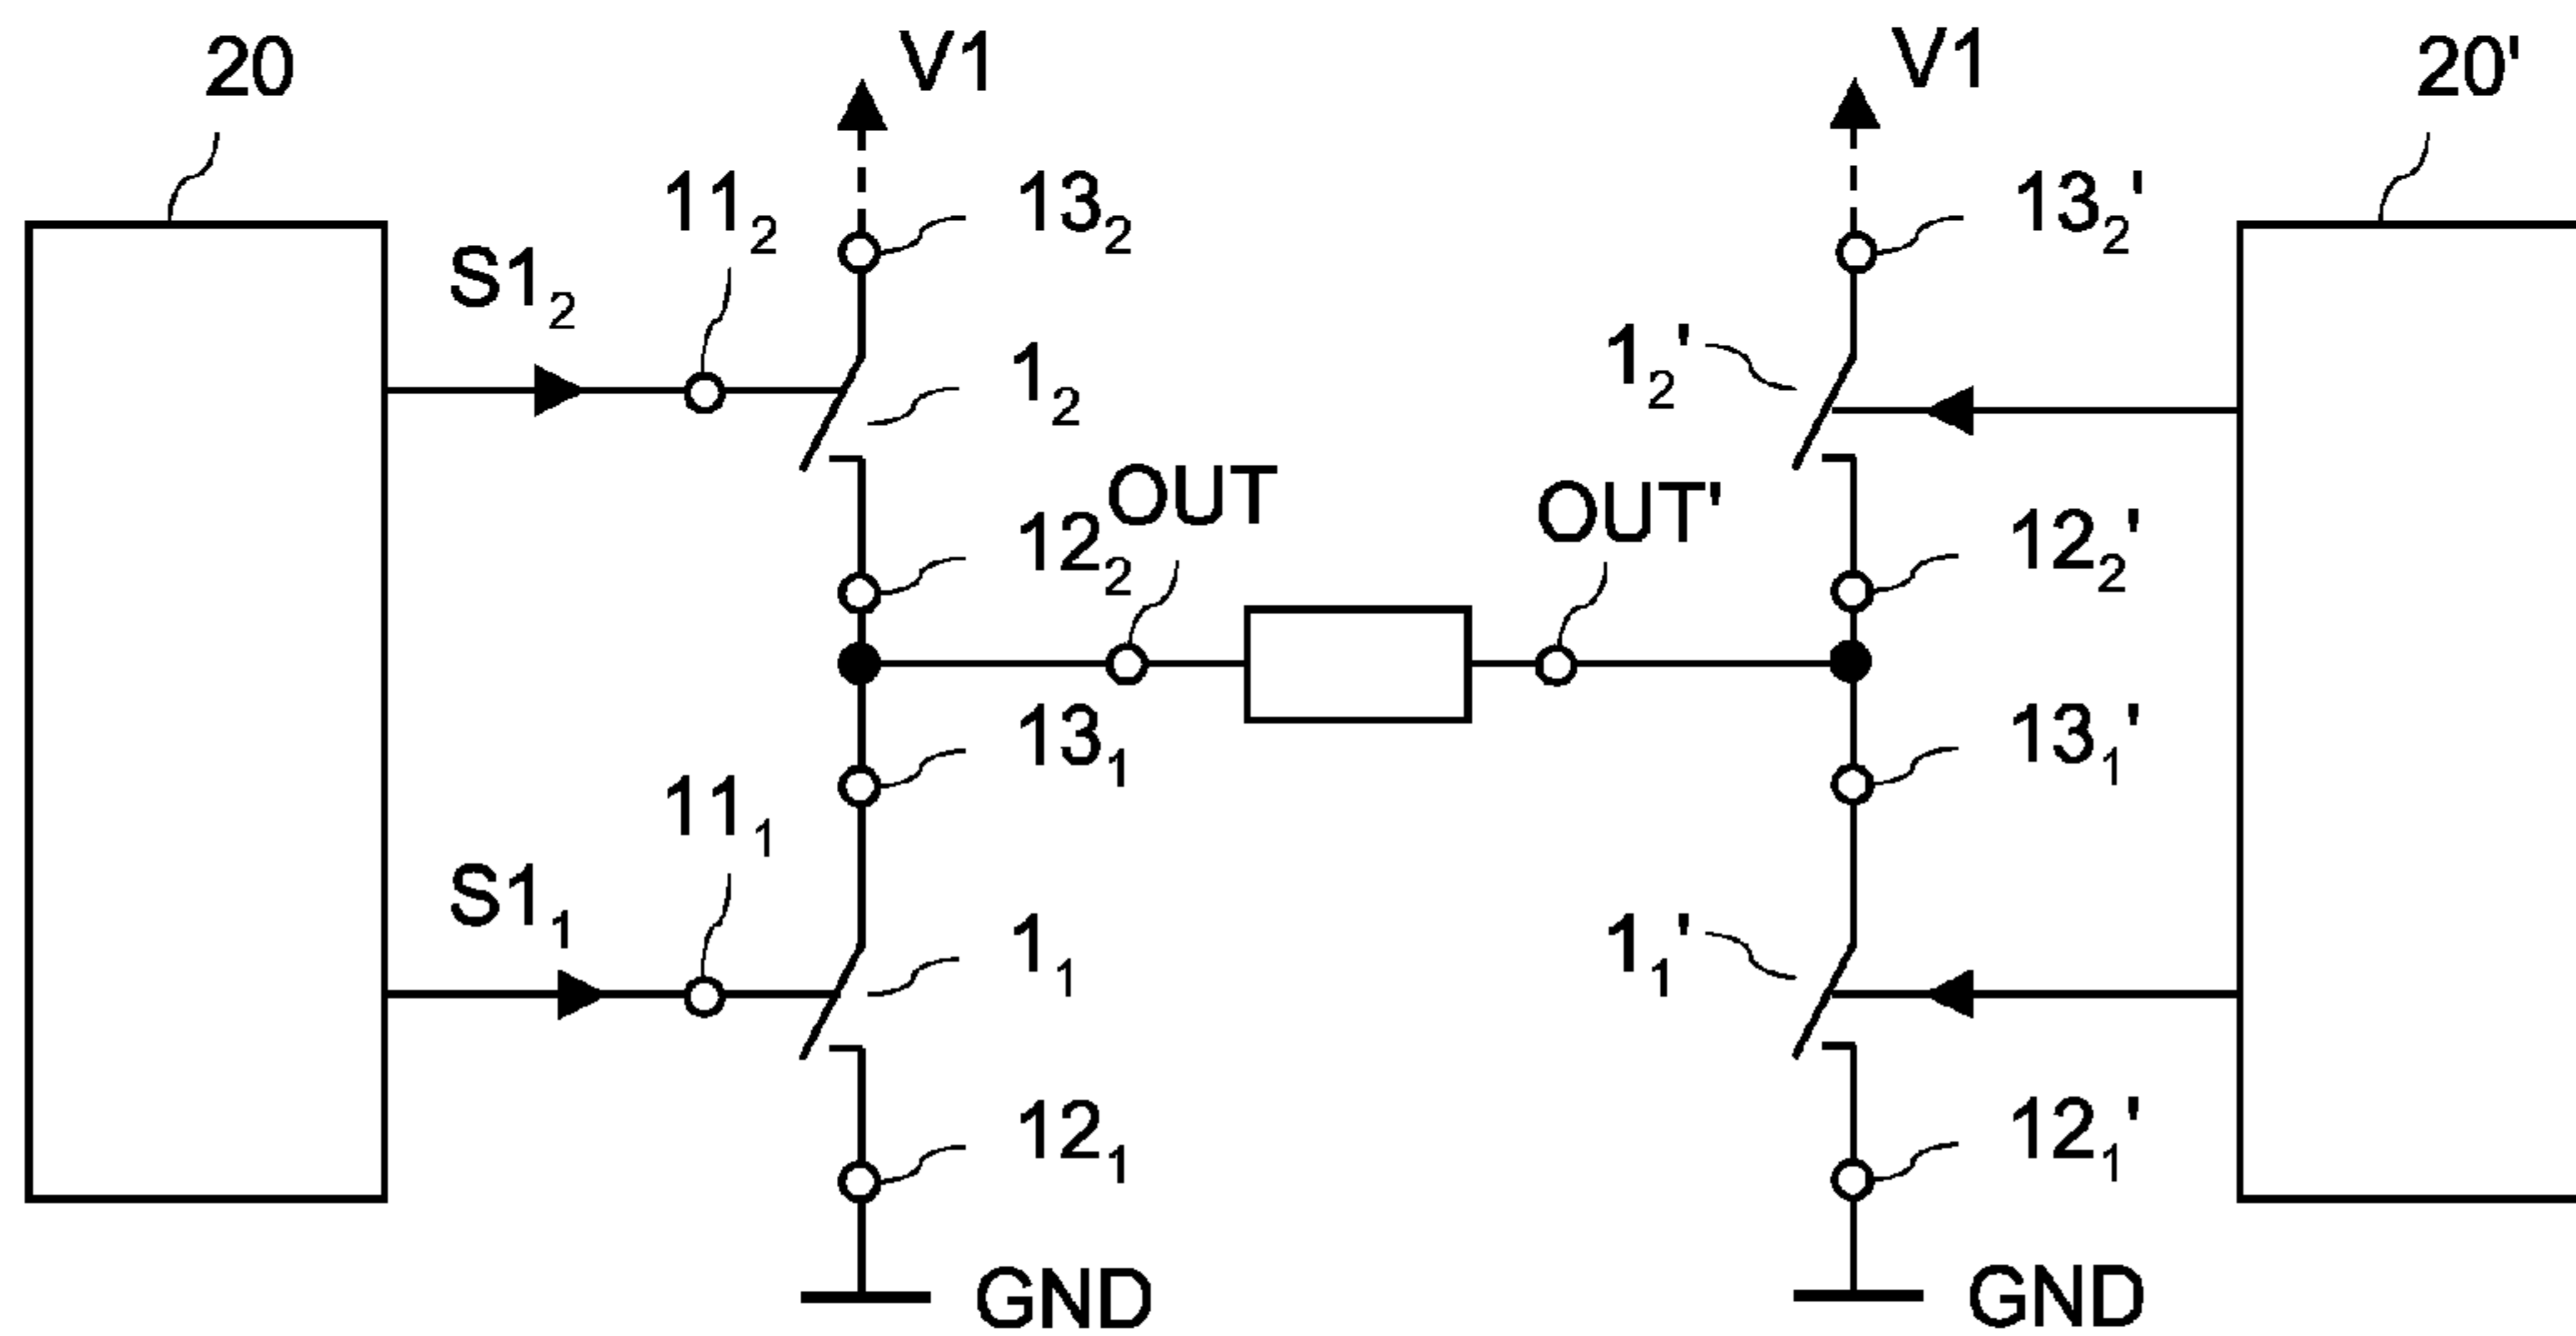 20 V1 V1 20'
11₂ 13₂ 13₂'
S1₂ 1₂ 1₂'
12₂ OUT OUT' 12₂'
13₁ 13₁'
11₁
S1₁ 1₁ 1₁'
12₁ 12₁'
GND GND